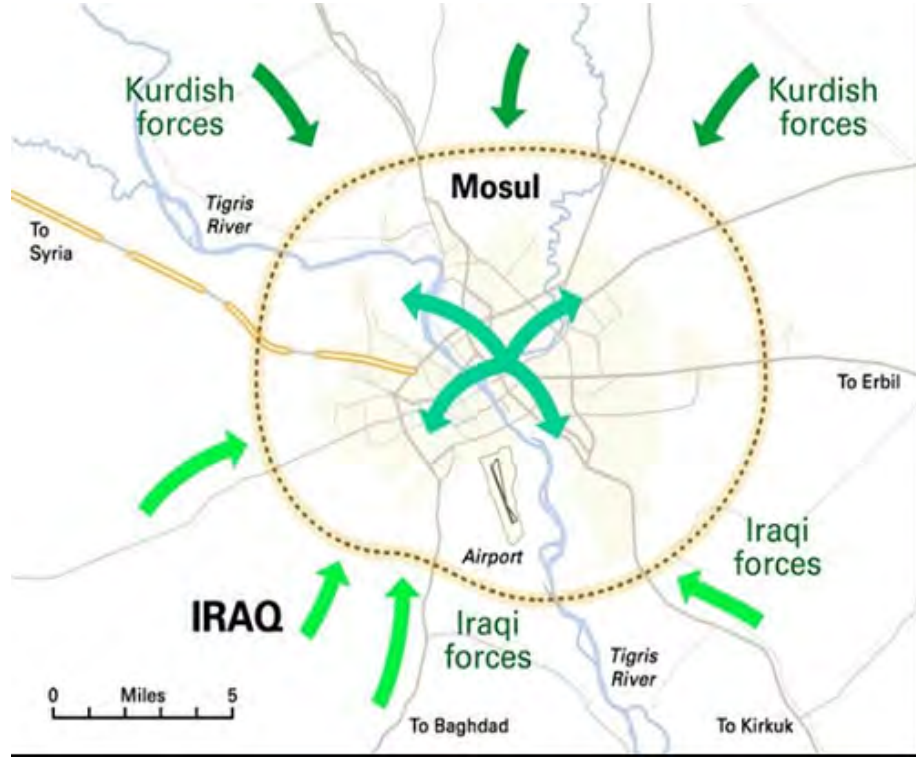 Kurdish
forces
Kurdish
forces
Mosul
Tigris
River
To
Syria
To Erbil
Iraqi
forces
Airport
IRAQ
Iraqi
forces
Tigris
River
0 Miles 5
To Baghdad
To Kirkuk